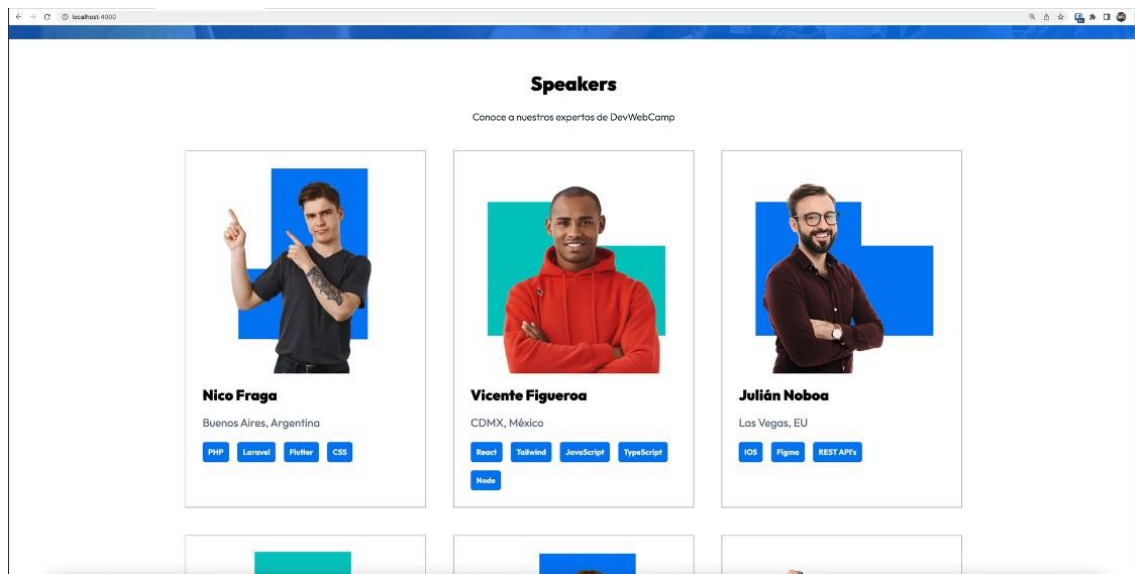 localhost:4000
Speakers
Conoce a nuestros expertos de DevWebCamp
Nico Fraga
Buenos Aires, Argentina
PHP Laravel Flutter CSS
Vicente Figueroa
CDMX, México
React Tailwind JavaScript TypeScript
Node
Julián Noboa
Las Vegas, EU
IOS Figma REST API's